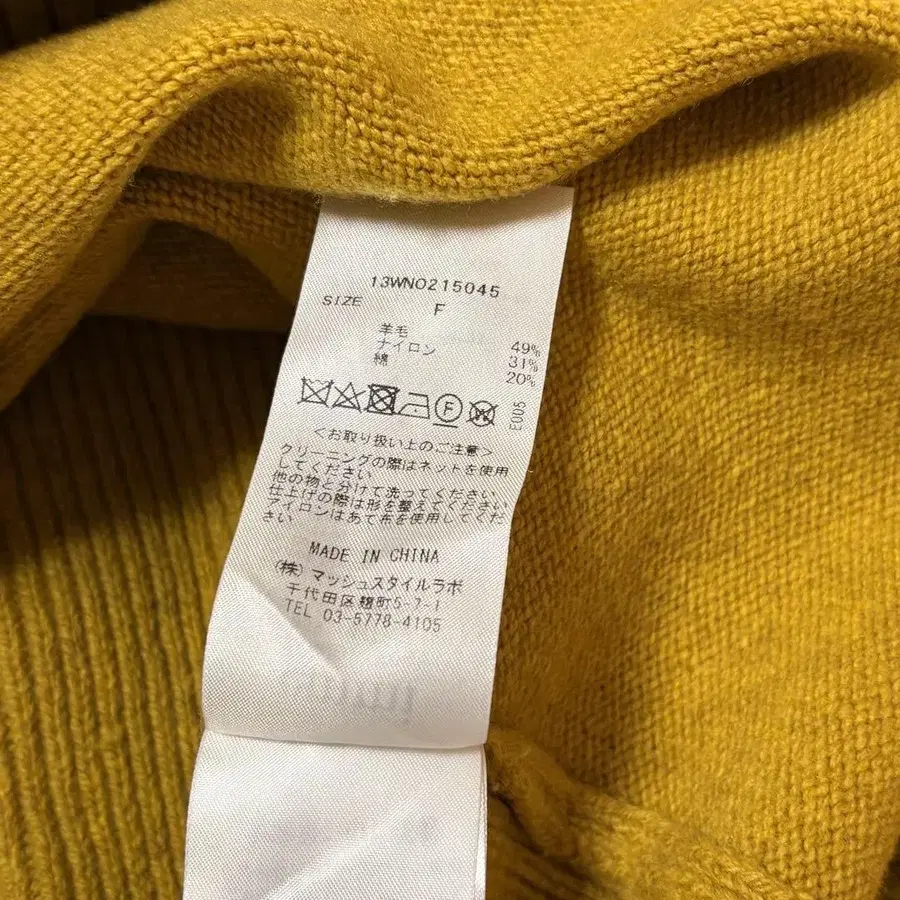 13WNO215045
SIZE F
羊毛 49%
ナイロン 31%
綿 20%
F
W
E005
<お取り扱い上のご注意>
クリーニングの際はネットを使用
してください
他の物と分けて洗ってください
仕上げの際は形を整えてください
アイロンはあて布を使用してくだ
さい
MADE IN CHINA
(株)マッシュスタイルラボ
千代田区麹町5-7-1
TEL 03-5778-4105